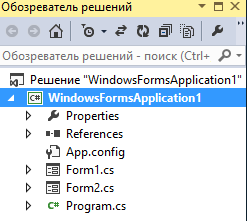 Обозреватель решений
Обозреватель решений - поиск (Ctrl+
Решение "WindowsFormsApplication1"
C# WindowsFormsApplication1
Properties
References
App.config
Form1.cs
Form2.cs
C# Program.cs